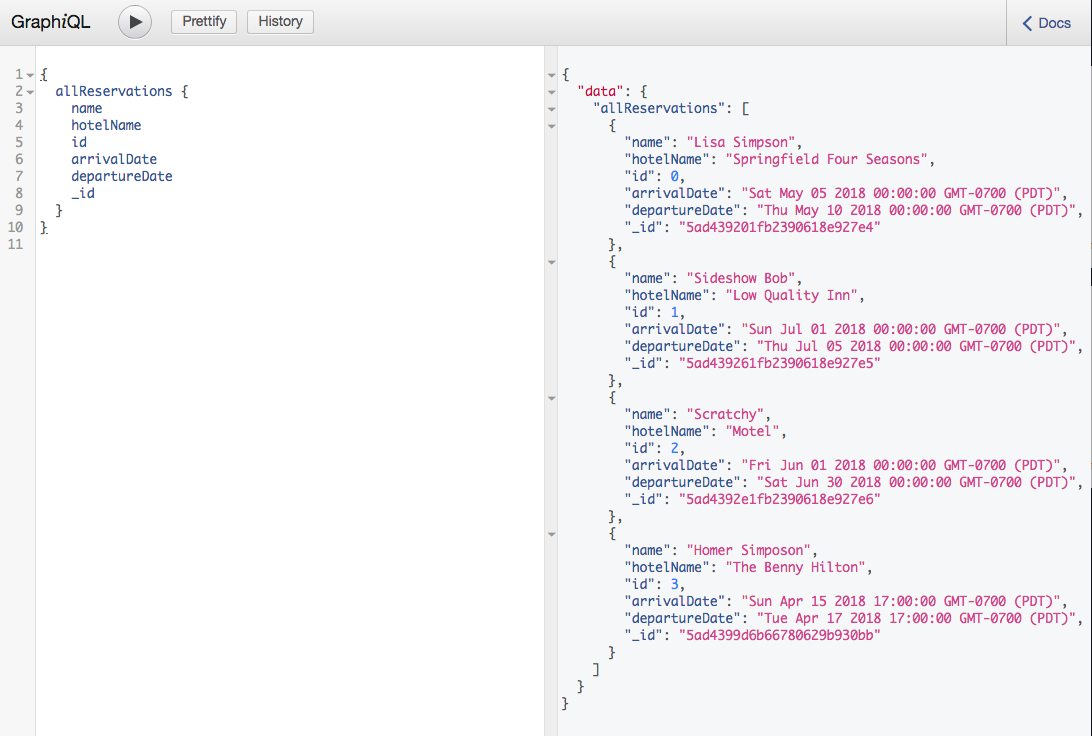 GraphiQL Prettify History Docs
1 {
2 allReservations {
3 name
4 hotelName
5 id
6 arrivalDate
7 departureDate
8 _id
9 }
10 }
11
{
"data": {
"allReservations": [
{
"name": "Lisa Simpson",
"hotelName": "Springfield Four Seasons",
"id": 0,
"arrivalDate": "Sat May 05 2018 00:00:00 GMT-0700 (PDT)",
"departureDate": "Thu May 10 2018 00:00:00 GMT-0700 (PDT)",
"_id": "5ad439201fb2390618e927e4"
},
{
"name": "Sideshow Bob",
"hotelName": "Low Quality Inn",
"id": 1,
"arrivalDate": "Sun Jul 01 2018 00:00:00 GMT-0700 (PDT)",
"departureDate": "Thu Jul 05 2018 00:00:00 GMT-0700 (PDT)",
"_id": "5ad439261fb2390618e927e5"
},
{
"name": "Scratchy",
"hotelName": "Motel",
"id": 2,
"arrivalDate": "Fri Jun 01 2018 00:00:00 GMT-0700 (PDT)",
"departureDate": "Sat Jun 30 2018 00:00:00 GMT-0700 (PDT)",
"_id": "5ad4392e1fb2390618e927e6"
},
{
"name": "Homer Simposon",
"hotelName": "The Benny Hilton",
"id": 3,
"arrivalDate": "Sun Apr 15 2018 17:00:00 GMT-0700 (PDT)",
"departureDate": "Tue Apr 17 2018 17:00:00 GMT-0700 (PDT)",
"_id": "5ad4399d6b66780629b930bb"
}
]
}
}